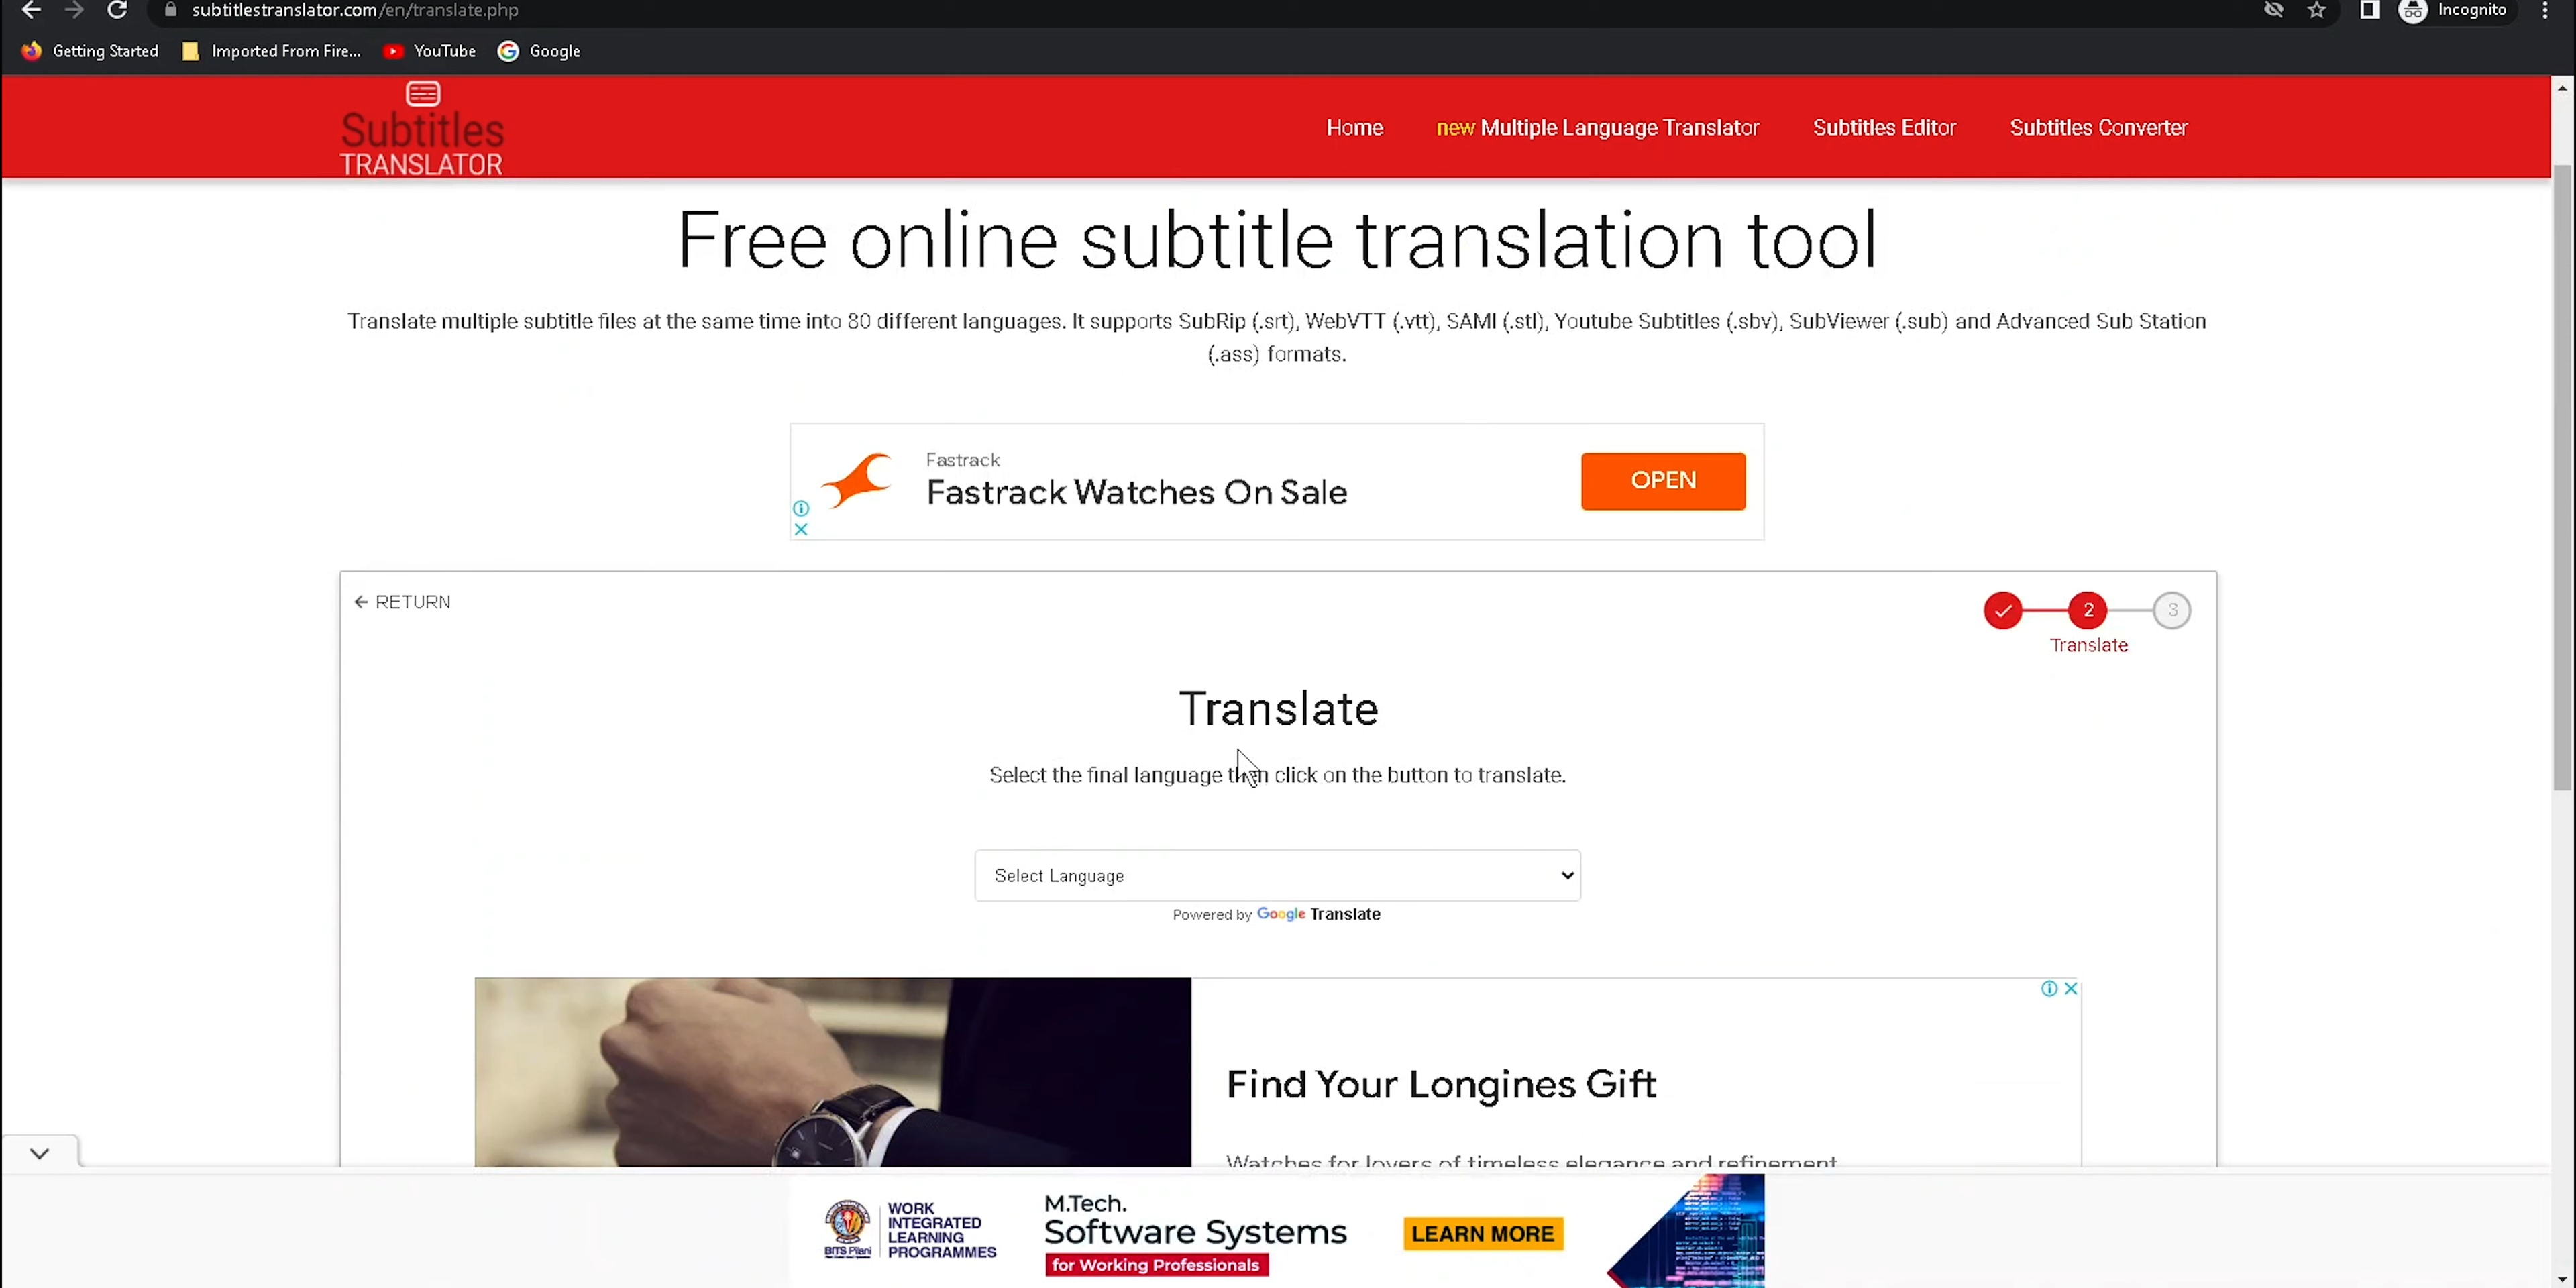 subtitlestranslator.com/en/translate.php
Incognito
Getting Started
Imported From Fire...
YouTube
Google
Subtitles
TRANSLATOR
Home
new Multiple Language Translator
Subtitles Editor
Subtitles Converter
Free online subtitle translation tool
Translate multiple subtitle files at the same time into 80 different languages. It supports SubRip (.srt), WebVTT (.vtt), SAMI (.stl), Youtube Subtitles (.sbv), SubViewer (.sub) and Advanced Sub Station
(.ass) formats.
Fastrack
Fastrack Watches On Sale
OPEN
RETURN
2
3
Translate
Translate
Select the final language then click on the button to translate.
Select Language
Powered by Google Translate
Find Your Longines Gift
Watches for lovers of timeless elegance and refinement
BITS Pilani
WORK
INTEGRATED
LEARNING
PROGRAMMES
M.Tech.
Software Systems
for Working Professionals
LEARN MORE